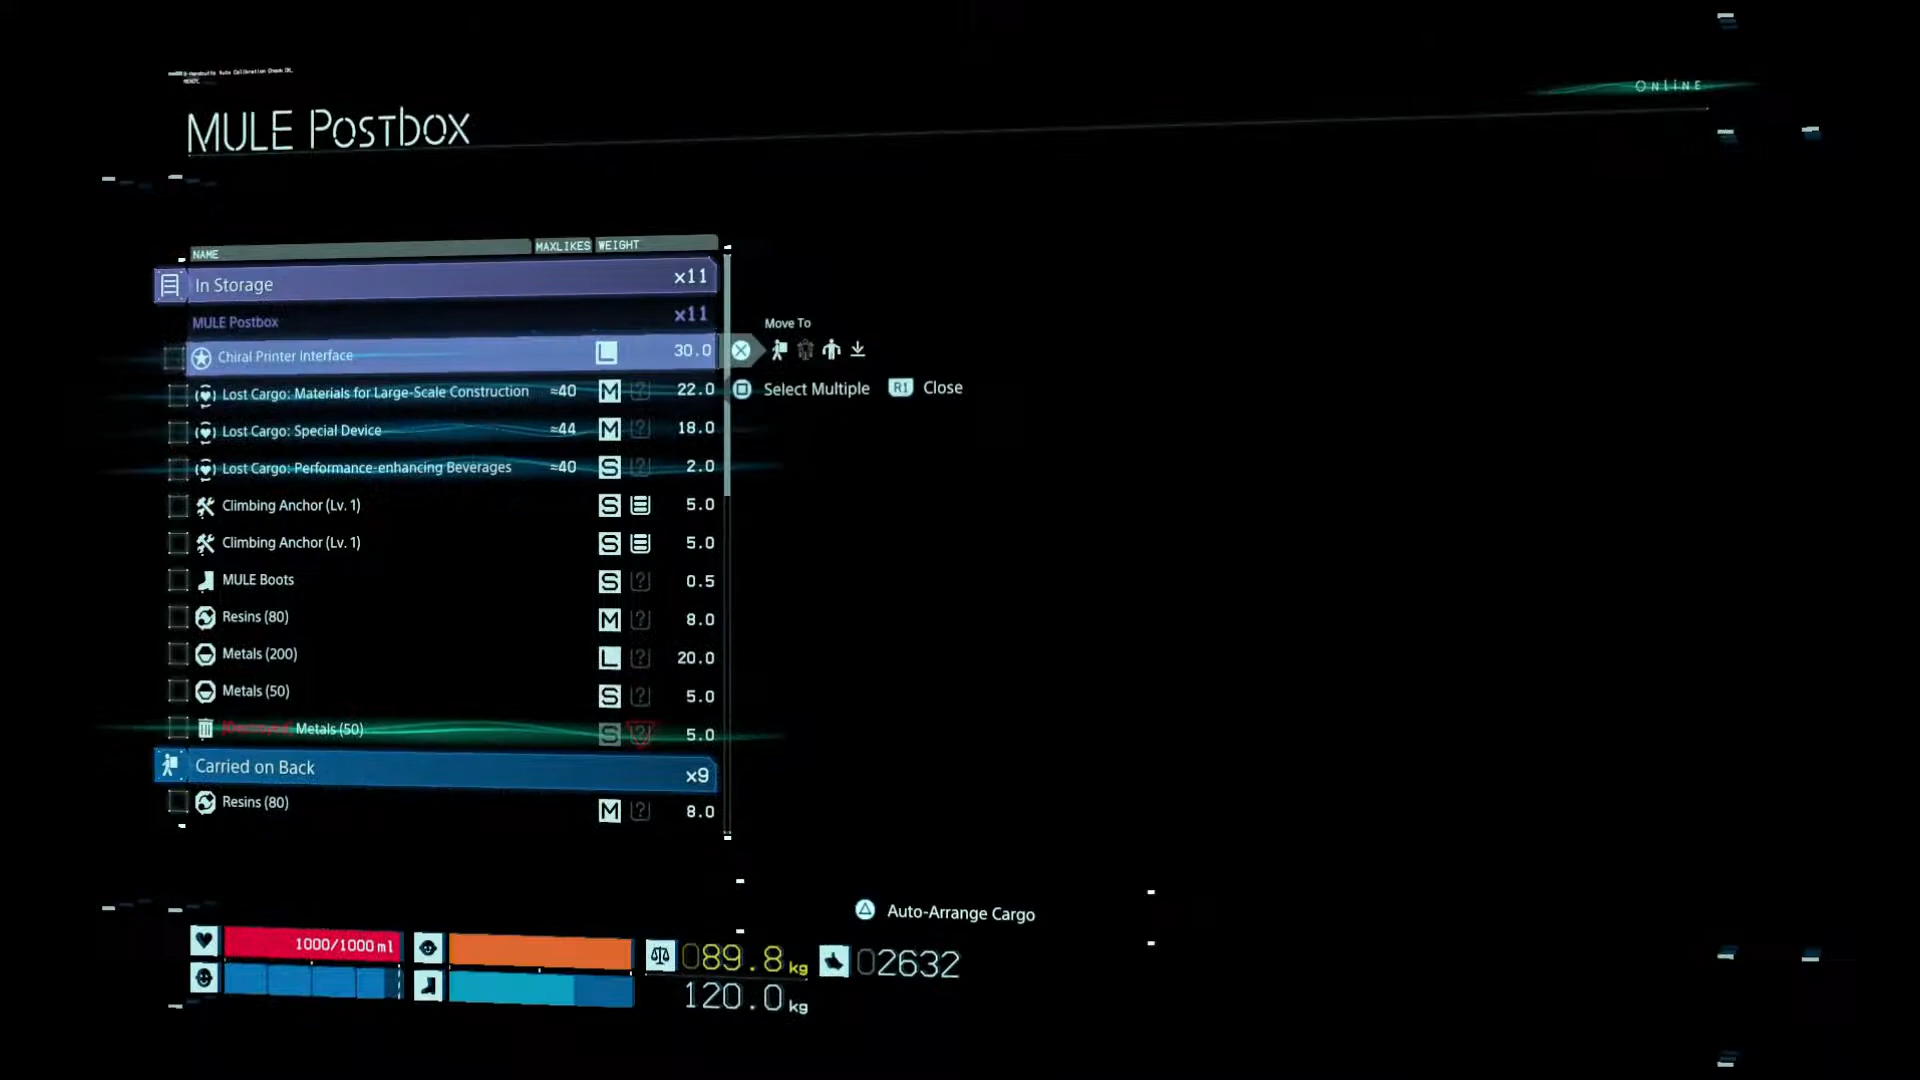 MULE Postbox
Online
NAME MAXLIKES WEIGHT
In Storage x11
MULE Postbox x11
Chiral Printer Interface L 30.0
Lost Cargo: Materials for Large-Scale Construction ≈40 M ? 22.0
Lost Cargo: Special Device ≈44 M ? 18.0
Lost Cargo: Performance-enhancing Beverages ≈40 S ? 2.0
Climbing Anchor (Lv. 1) S 5.0
Climbing Anchor (Lv. 1) S 5.0
MULE Boots S ? 0.5
Resins (80) M ? 8.0
Metals (200) L ? 20.0
Metals (50) S ? 5.0
[Destroyed] Metals (50) S ? 5.0
Carried on Back x9
Resins (80) M ? 8.0
Move To
Select Multiple R1 Close
Auto-Arrange Cargo
1000/1000 ml
089.8 kg
120.0 kg
02632